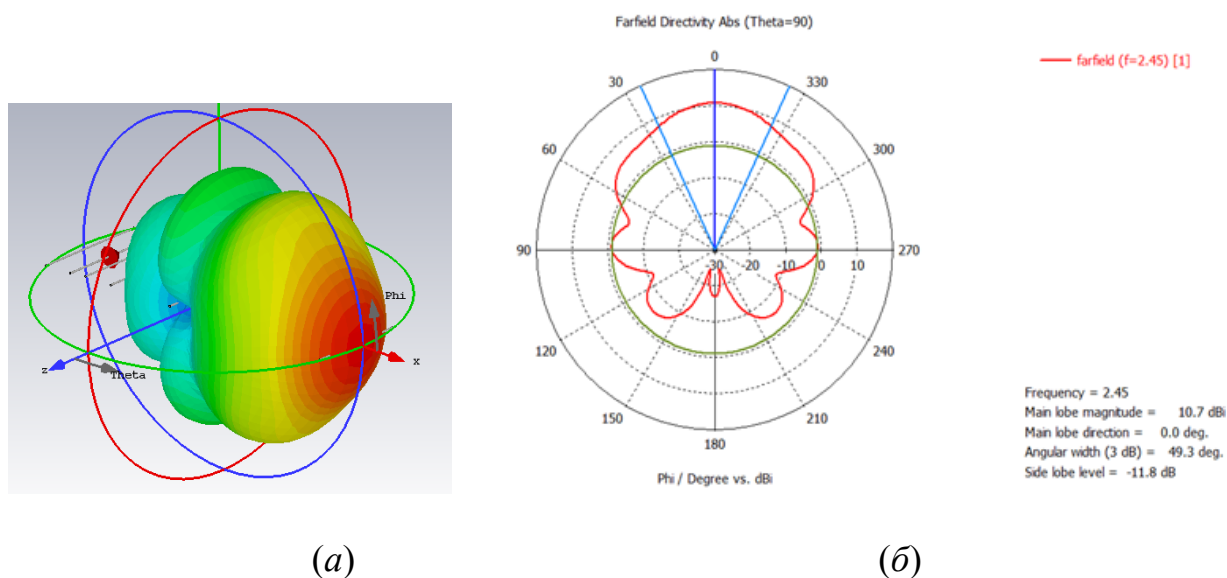 Farfield Directivity Abs (Theta=90)
farfield (f=2.45) [1]
0
30
330
60
300
90
-30
-20
-10
0
10
270
120
240
150
210
180
Phi / Degree vs. dBi
Phi
x
z
Theta
Frequency = 2.45
Main lobe magnitude = 10.7 dBi
Main lobe direction = 0.0 deg.
Angular width (3 dB) = 49.3 deg.
Side lobe level = -11.8 dB
(а)
(б)